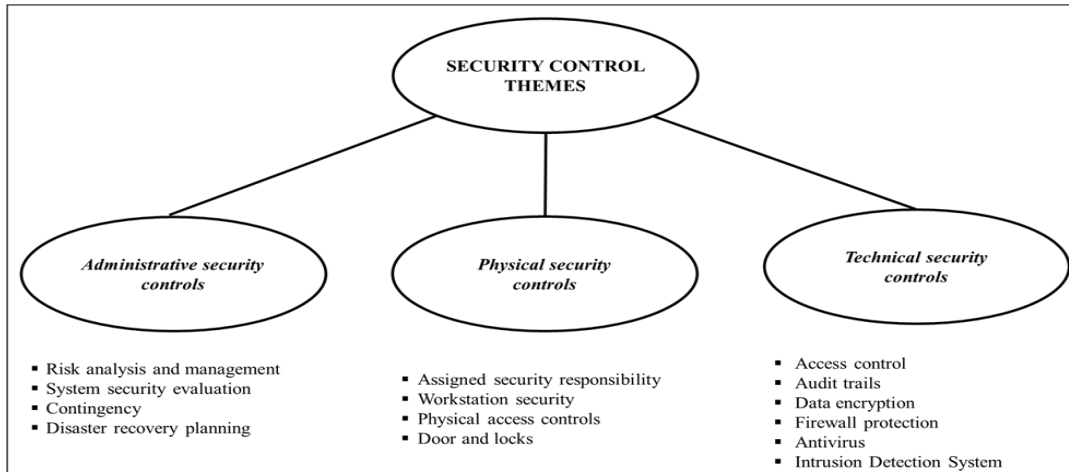 SECURITY CONTROL
THEMES
Administrative security
controls
Physical security
controls
Technical security
controls
▪ Risk analysis and management
▪ System security evaluation
▪ Contingency
▪ Disaster recovery planning
▪ Assigned security responsibility
▪ Workstation security
▪ Physical access controls
▪ Door and locks
▪ Access control
▪ Audit trails
▪ Data encryption
▪ Firewall protection
▪ Antivirus
▪ Intrusion Detection System